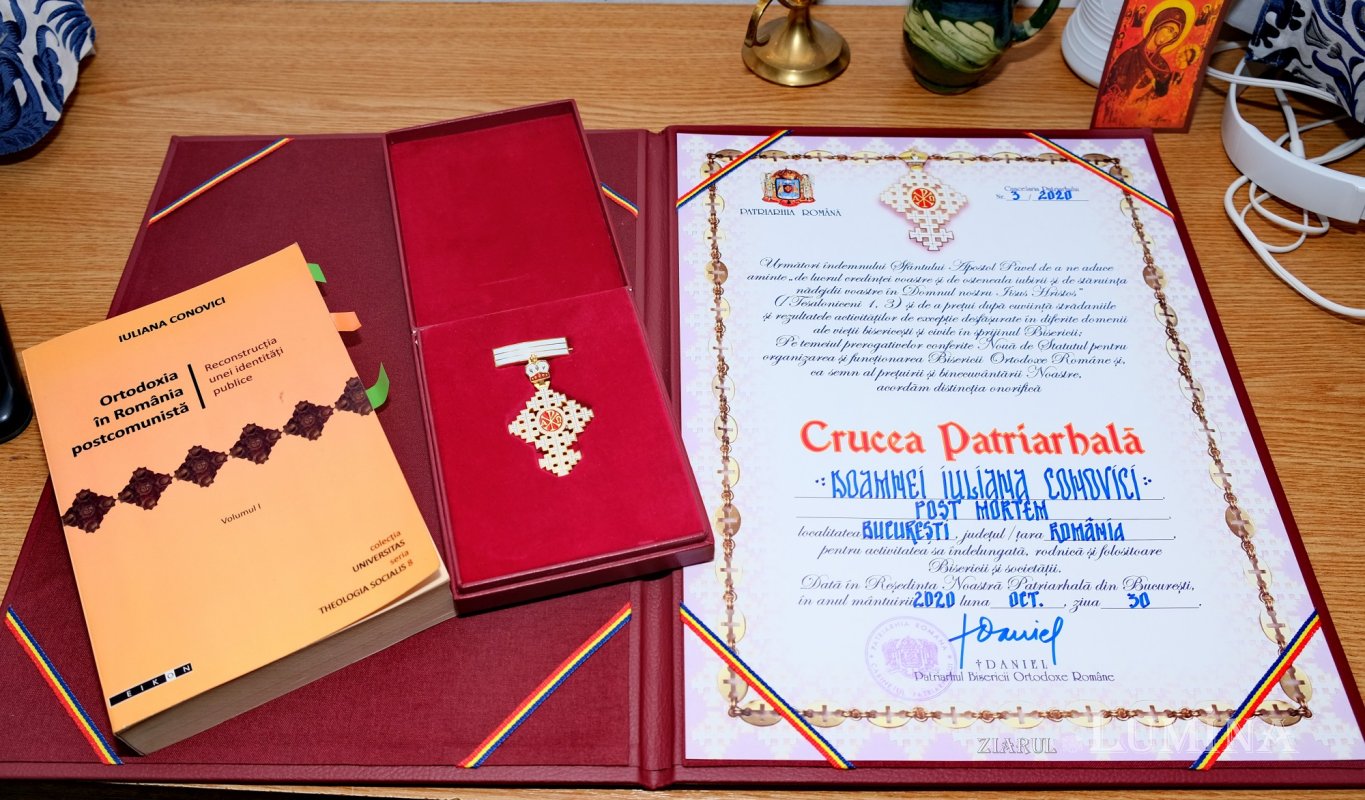 IULIANA CONOVICI
Ortodoxia
în România
postcomunistă
Reconstrucția
unei identități
publice
Volumul I
colecția
UNIVERSITAS
seria
THEOLOGIA SOCIALIS 8
EIKON
PATRIARHIA ROMÂNĂ
Cancelaria Patriarhului
Nr. 3 / 2020
Următori îndemnului Sfântului Apostol Pavel de a ne aduce
aminte „de lucrul credinței voastre și de osteneala iubirii și de stăruința
nădejdii voastre în Domnul nostru Iisus Hristos”
(I Tesaloniceni 1, 3) și de a prețui după cuviință strădaniile
și rezultatele activităților de excepție desfășurate în diferite domenii
ale vieții bisericești și civile în sprijinul Bisericii;
Pe temeiul prerogativelor conferite Nouă de Statutul pentru
organizarea și funcționarea Bisericii Ortodoxe Române și,
ca semn al prețuirii și binecuvântării Noastre,
acordăm distincția onorifică
Crucea Patriarhală
DOAMNEI IULIANA CONOVICI
POST MORTEM
localitatea BUCUREȘTI, județul / țara ROMÂNIA,
pentru activitatea sa îndelungată, rodnică și folositoare
Bisericii și societății.
Dată în Reședința Noastră Patriarhală din București,
în anul mântuirii 2020 luna OCT., ziua 30.
†Daniel
† DANIEL
Patriarhul Bisericii Ortodoxe Române
PATRIARHIA ROMÂNĂ
ZIARUL LUMINA